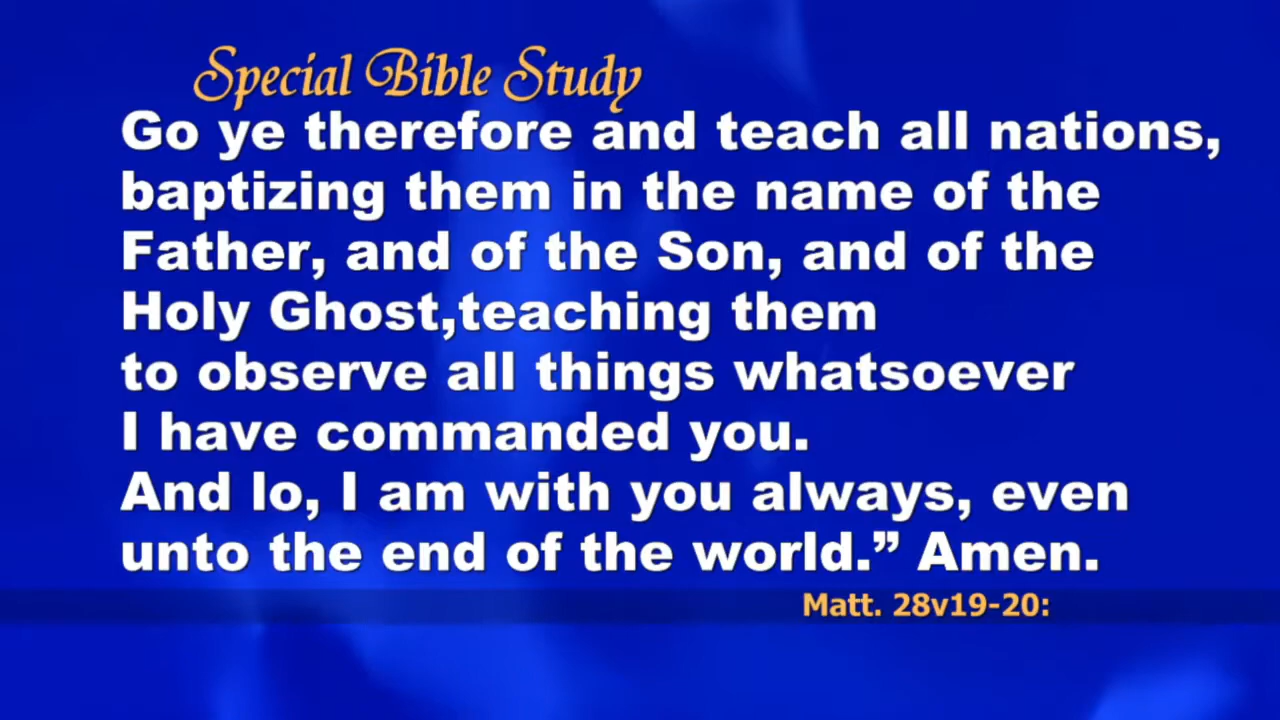 Special Bible Study
Go ye therefore and teach all nations,
baptizing them in the name of the
Father, and of the Son, and of the
Holy Ghost,teaching them
to observe all things whatsoever
I have commanded you.
And lo, I am with you always, even
unto the end of the world.” Amen.
Matt. 28v19-20: